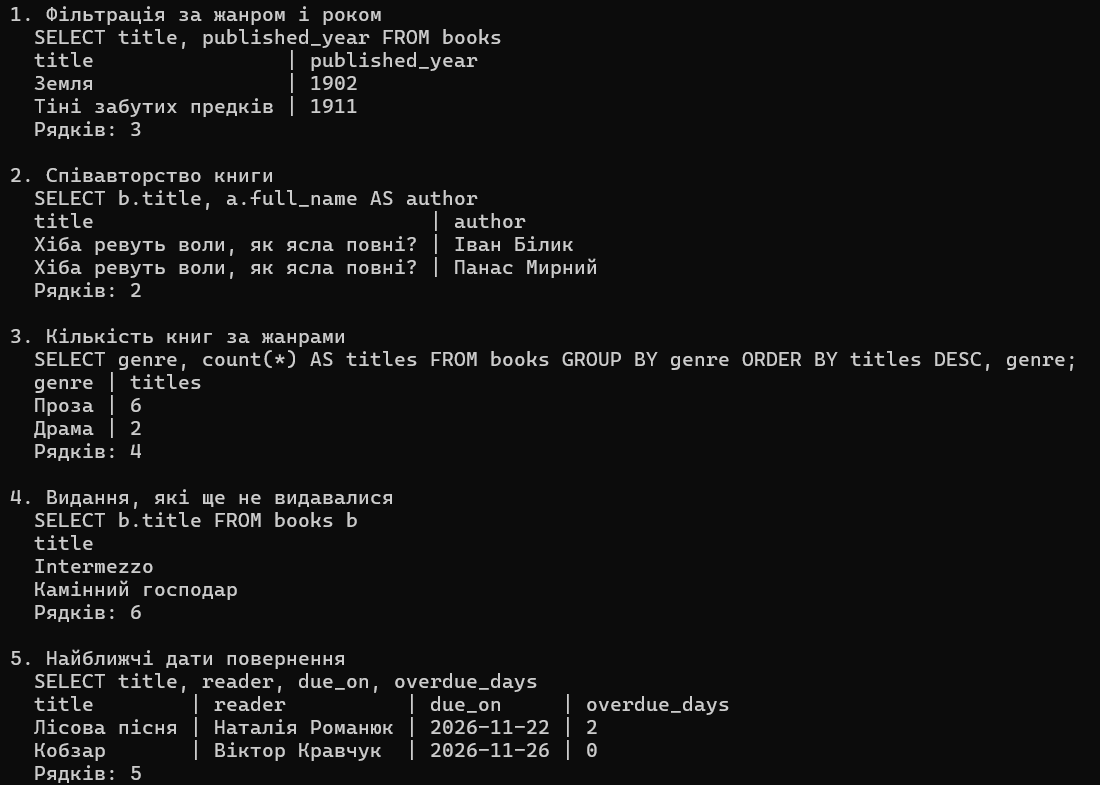 1. Фільтрація за жанром і роком
SELECT title, published_year FROM books
title | published_year
Земля | 1902
Тіні забутих предків | 1911
Рядків: 3
2. Співавторство книги
SELECT b.title, a.full_name AS author
title | author
Хіба ревуть воли, як ясла повні? | Іван Білик
Хіба ревуть воли, як ясла повні? | Панас Мирний
Рядків: 2
3. Кількість книг за жанрами
SELECT genre, count(*) AS titles FROM books GROUP BY genre ORDER BY titles DESC, genre;
genre | titles
Проза | 6
Драма | 2
Рядків: 4
4. Видання, які ще не видавалися
SELECT b.title FROM books b
title
Intermezzo
Камінний господар
Рядків: 6
5. Найближчі дати повернення
SELECT title, reader, due_on, overdue_days
title | reader | due_on | overdue_days
Лісова пісня | Наталія Романюк | 2026-11-22 | 2
Кобзар | Віктор Кравчук | 2026-11-26 | 0
Рядків: 5